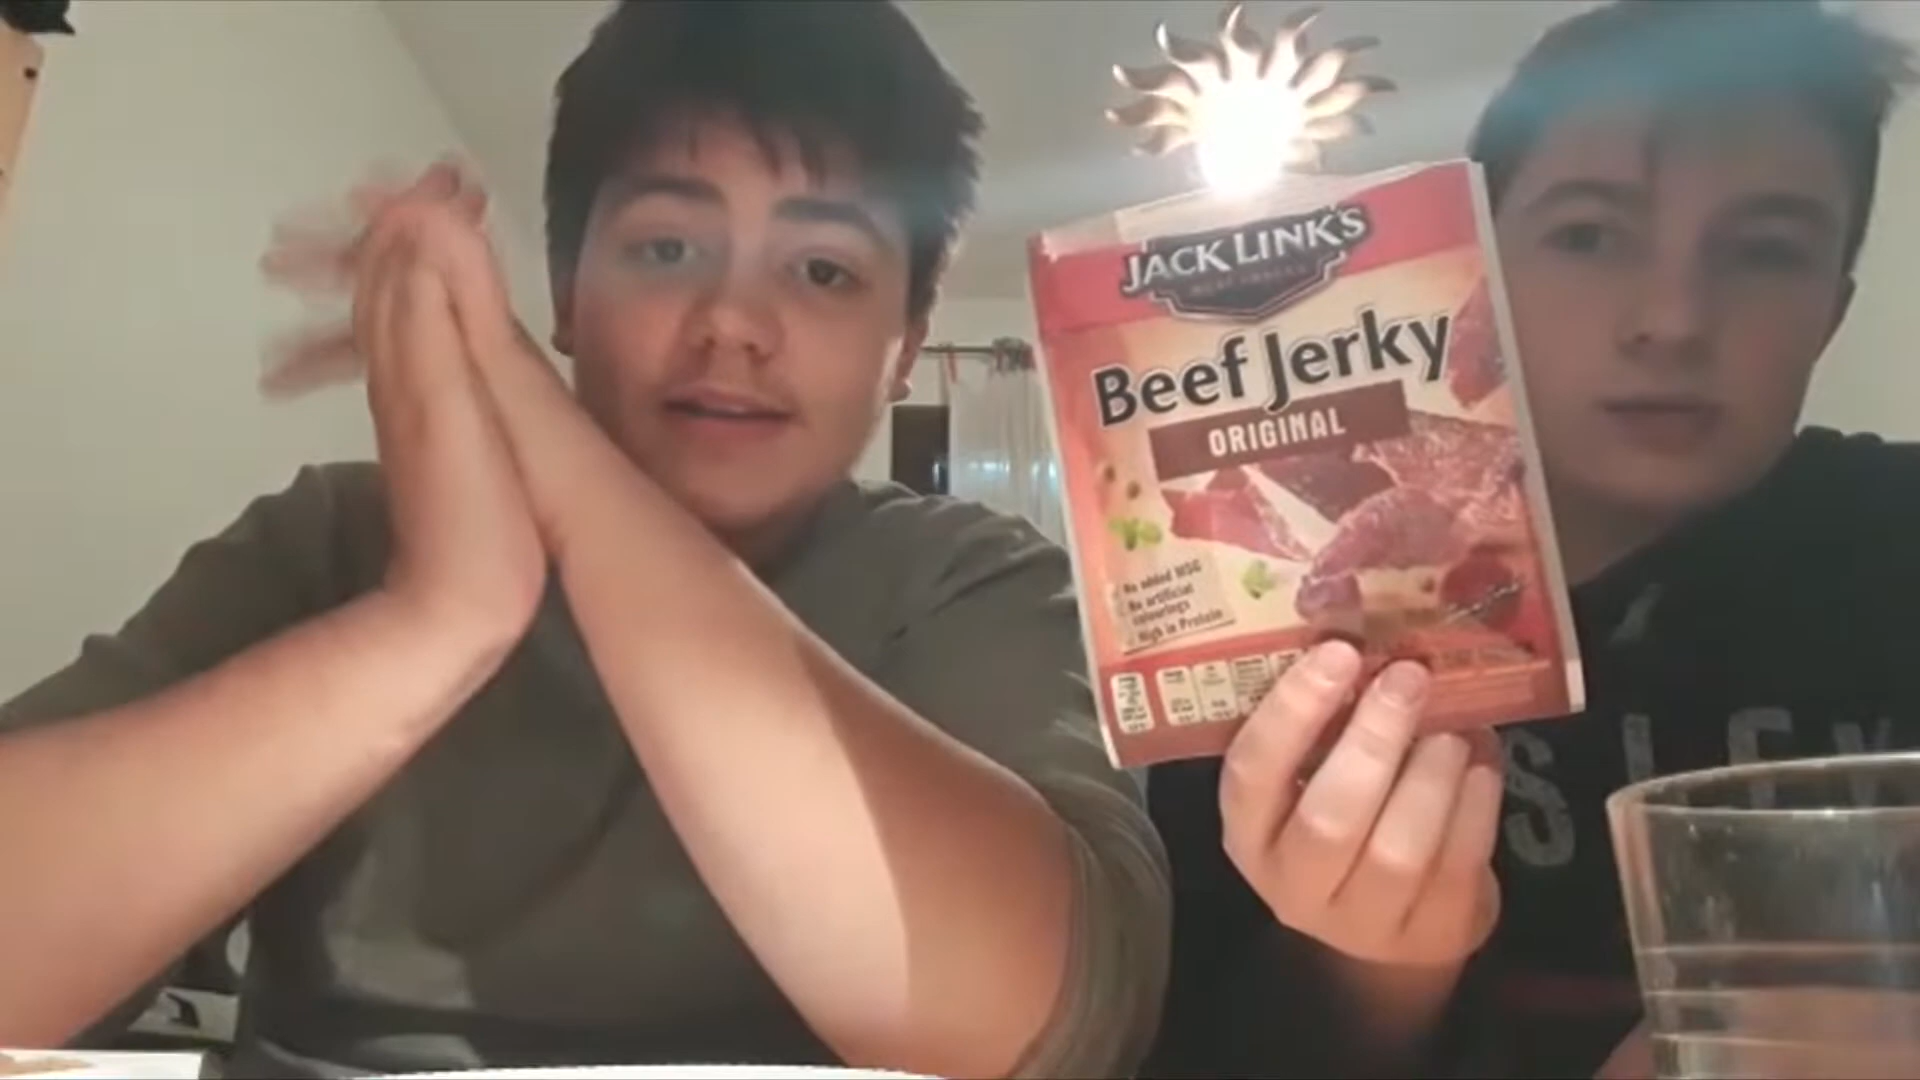 JACK LINK'S
Beef Jerky
ORIGINAL
No added MSG
No artificial
colourings
High in Protein